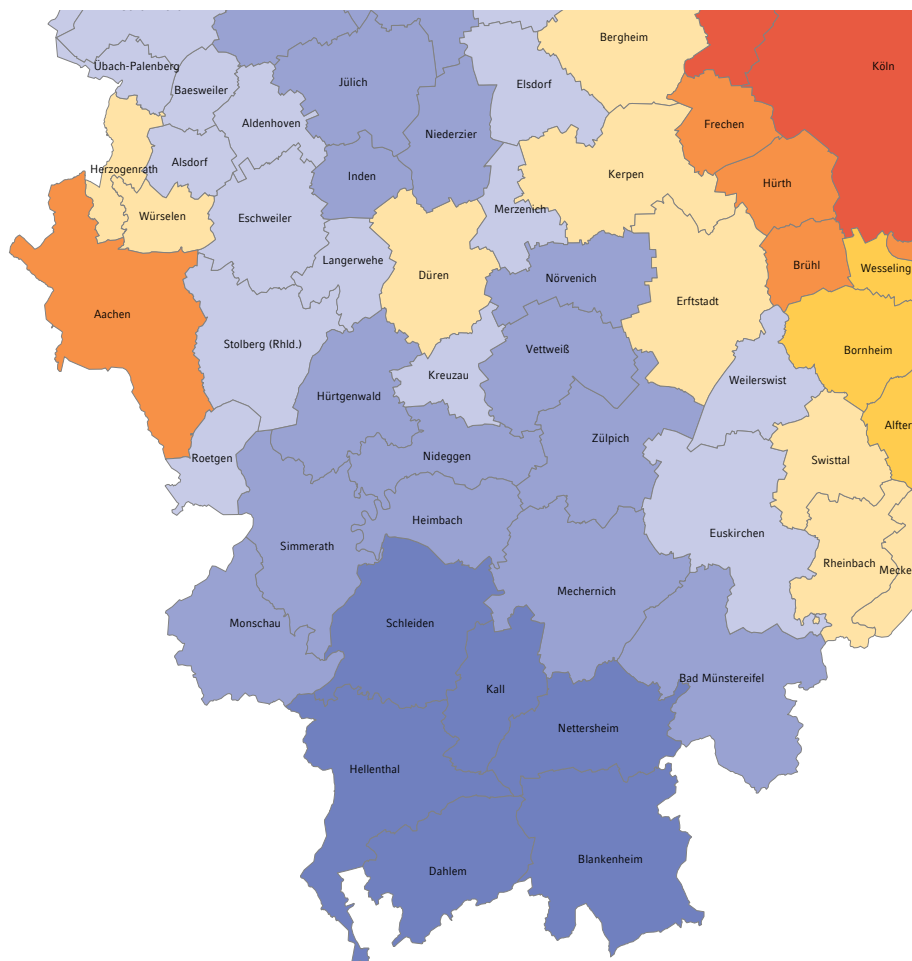 Bergheim
Köln
Übach-Palenberg
Baesweiler
Jülich
Elsdorf
Aldenhoven
Frechen
Niederzier
Alsdorf
Herzogenrath
Inden
Kerpen
Hürth
Würselen
Eschweiler
Merzenich
Langerwehe
Düren
Nörvenich
Brühl
Wesseling
Erftstadt
Aachen
Stolberg (Rhld.)
Vettweiß
Bornheim
Kreuzau
Weilerswist
Hürtgenwald
Alfter
Zülpich
Roetgen
Nideggen
Swisttal
Heimbach
Euskirchen
Simmerath
Rheinbach
Mecke
Mechernich
Monschau
Schleiden
Bad Münstereifel
Kall
Nettersheim
Hellenthal
Blankenheim
Dahlem